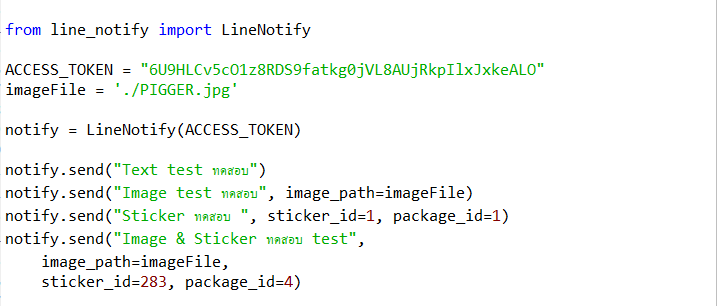 from line_notify import LineNotify
ACCESS_TOKEN = "6U9HLCv5cO1z8RDS9fatkg0jVL8AUjRkpIlxJxkeALO"
imageFile = './PIGGER.jpg'
notify = LineNotify(ACCESS_TOKEN)
notify.send("Text test ทดสอบ")
notify.send("Image test ทดสอบ", image_path=imageFile)
notify.send("Sticker ทดสอบ ", sticker_id=1, package_id=1)
notify.send("Image & Sticker ทดสอบ test",
    image_path=imageFile,
    sticker_id=283, package_id=4)